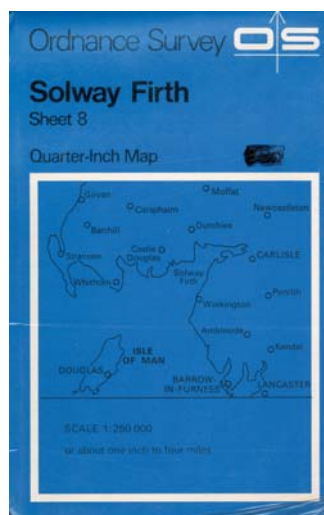 Ordnance Survey OS
Solway Firth
Sheet 8
Quarter-Inch Map
Girvan
Moffat
Carsphairn
Newcastleton
Barrhill
Dumfries
Castle
Douglas
Stranraer
Solway
Firth
CARLISLE
Whithorn
Workington
Penrith
Ambleside
ISLE
OF MAN
Kendal
DOUGLAS
BARROW-
IN-FURNESS
LANCASTER
SCALE 1:250 000
or about one inch to four miles